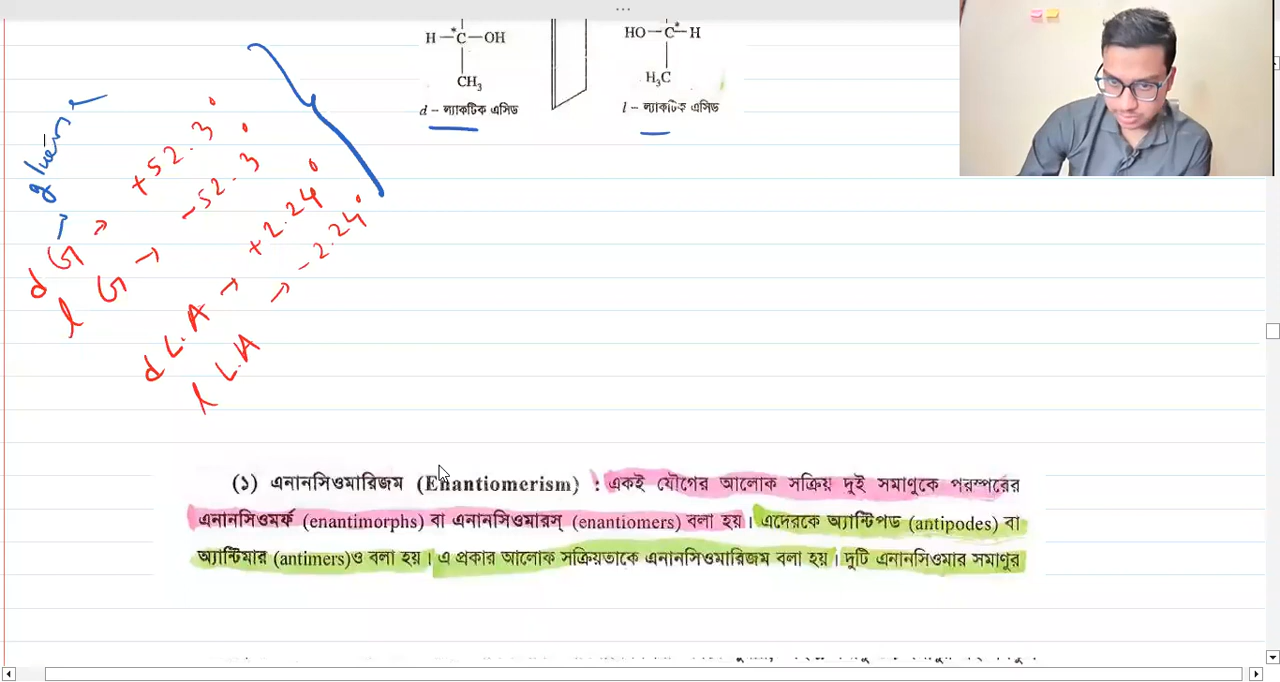 H—*C—OH
CH₃
d – ল্যাকটিক এসিড
HO—C*—H
H₃C
l – ল্যাকটিক এসিড
d G → +52.3°
l G → -52.3°
d L.A → +2.24°
l L.A → -2.24°
(১) এনানসিওমারিজম (Enantiomerism) : একই যৌগের আলোক সক্রিয় দুই সমাণুকে পরস্পরের
এনানসিওমর্ফ (enantimorphs) বা এনানসিওমারস্ (enantiomers) বলা হয়। এদেরকে অ্যান্টিপড (antipodes) বা
অ্যান্টিমার (antimers)ও বলা হয়। এ প্রকার আলোক সক্রিয়তাকে এনানসিওমারিজম বলা হয়। দুটি এনানসিওমার সমাণুর